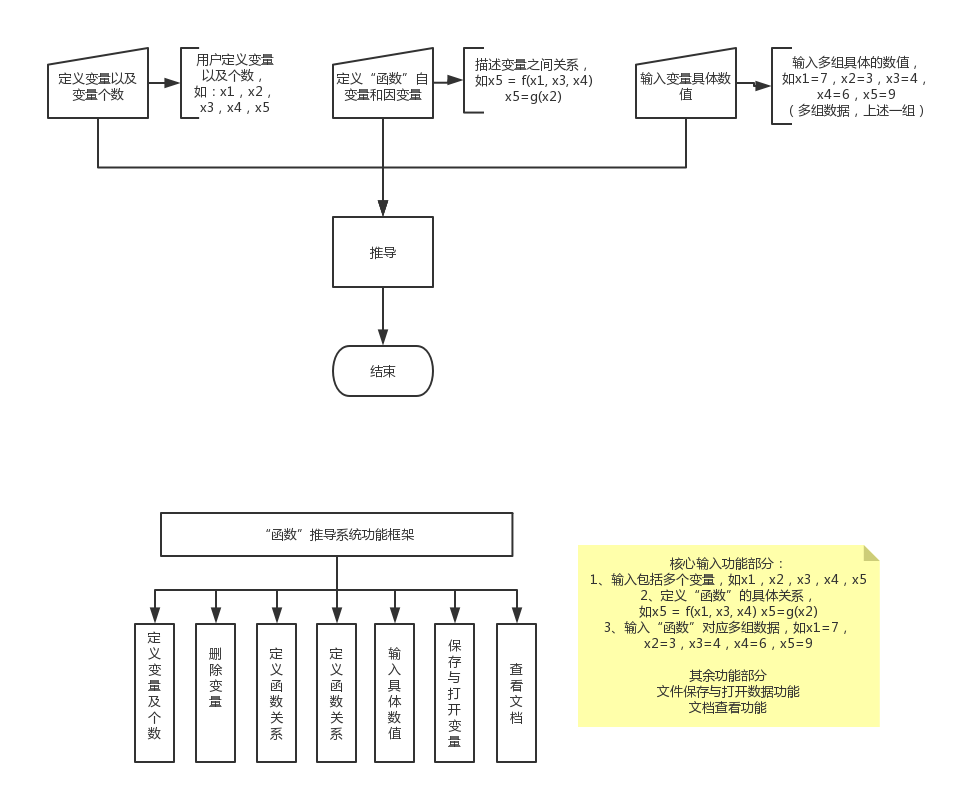 定义变量以及
变量个数
用户定义变量
以及个数，
如：x1，x2，
x3，x4，x5
定义“函数”自
变量和因变量
描述变量之间关系，
如x5 = f(x1, x3, x4)
x5=g(x2)
输入变量具体数
值
输入多组具体的数值，
如x1=7，x2=3，x3=4，
x4=6，x5=9
（多组数据，上述一组）
推导
结束
“函数”推导系统功能框架
定义变量及个数
删除变量
定义函数关系
定义函数关系
输入具体数值
保存与打开变量
查看文档
核心输入功能部分：
1、输入包括多个变量，如x1，x2，x3，x4，x5
2、定义“函数”的具体关系，
如x5 = f(x1, x3, x4) x5=g(x2)
3、输入“函数”对应多组数据，如x1=7，
x2=3，x3=4，x4=6，x5=9
其余功能部分
文件保存与打开数据功能
文档查看功能